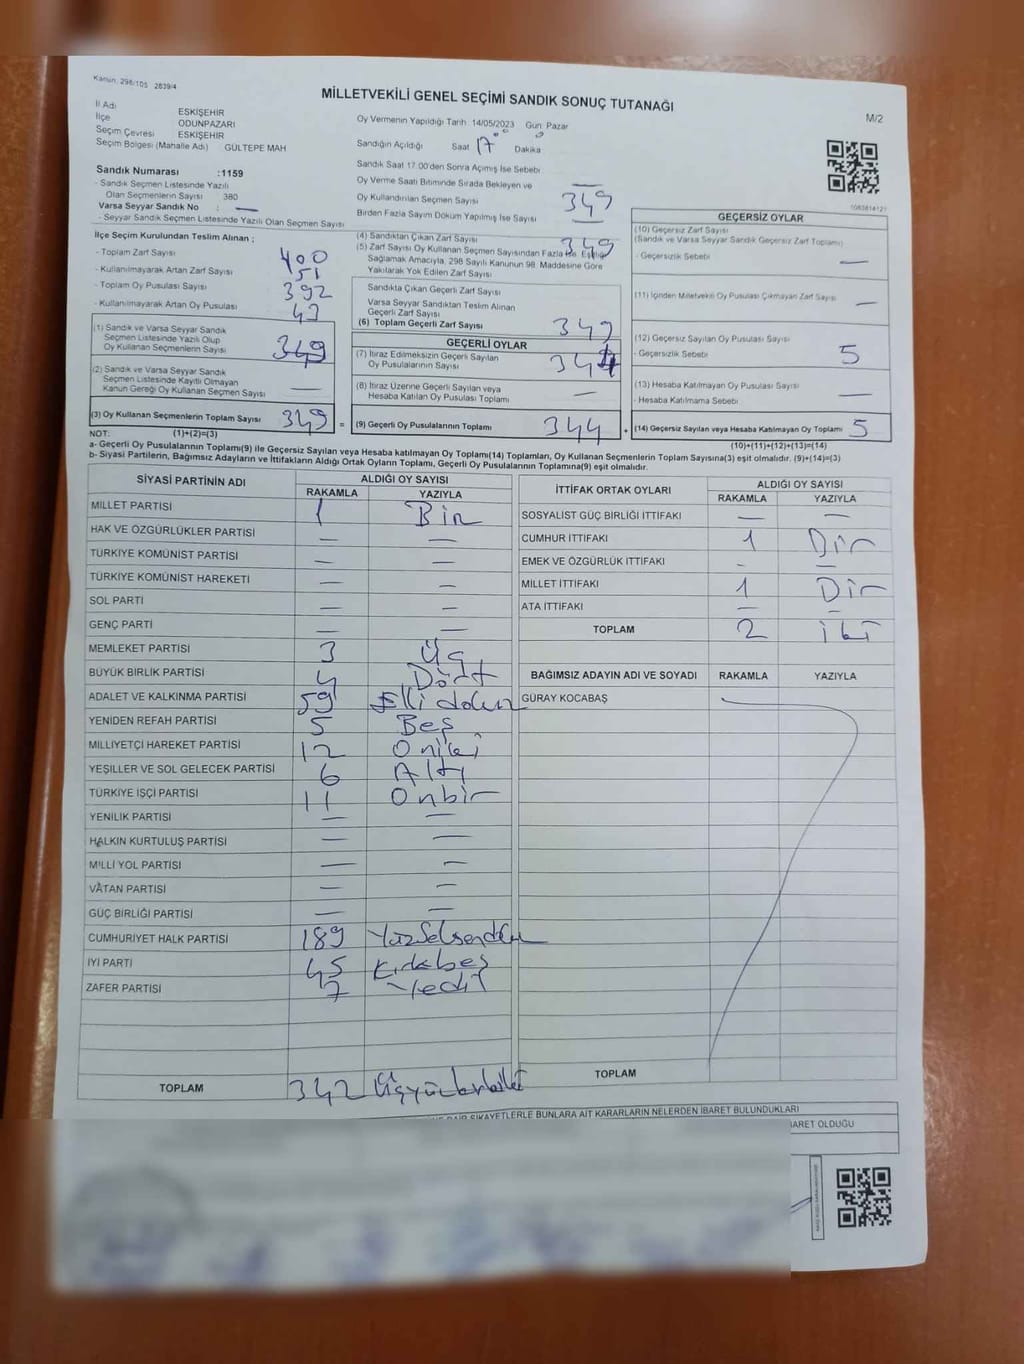 Kanun: 298/105 2839/4
MİLLETVEKİLİ GENEL SEÇİMİ SANDIK SONUÇ TUTANAĞI
M/2
İl Adı ESKİŞEHİR
İlçe ODUNPAZARI
Seçim Çevresi ESKİŞEHİR
Seçim Bölgesi (Mahalle Adı) GÜLTEPE MAH
Oy Vermenin Yapıldığı Tarih 14/05/2023 Gün Pazar
Sandığın Açıldığı Saat 17 00 Dakika
Sandık Saat 17:00'den Sonra Açımış İse Sebebi
Sandık Numarası :1159
- Sandık Seçmen Listesinde Yazılı
Olan Seçmenlerin Sayısı 380
Varsa Seyyar Sandık No : —
- Seyyar Sandık Seçmen Listesinde Yazılı Olan Seçmen Sayısı
Oy Verme Saati Bitiminde Sırada Bekleyen ve —
Oy Kullandırılan Seçmen Sayısı 349
Birden Fazla Sayım Döküm Yapılmış İse Sayısı —
İlçe Seçim Kurulundan Teslim Alınan ;
- Toplam Zarf Sayısı 400
- Kullanılmayarak Artan Zarf Sayısı 51
- Toplam Oy Pusulası 392
- Kullanılmayarak Artan Oy Pusulası 43
(1) Sandık ve Varsa Seyyar Sandık
Seçmen Listesinde Yazılı Olup
Oy Kullanan Seçmenlerin Sayısı 349
(2) Sandık ve Varsa Seyyar Sandık
Seçmen Listesinde Kayıtlı Olmayan
Kanun Gereği Oy Kullanan Seçmen Sayısı —
(3) Oy Kullanan Seçmenlerin Toplam Sayısı 349 =
(4) Sandıktan Çıkan Zarf Sayısı 349
(5) Zarf Sayısı Oy Kullanan Seçmen Sayısından Fazla İse, Eşitliği
Sağlamak Amacıyla, 298 Sayılı Kanunun 98. Maddesine Göre
Yakılarak Yok Edilen Zarf Sayısı
Sandıkta Çıkan Geçerli Zarf Sayısı
Varsa Seyyar Sandıktan Teslim Alınan
Geçerli Zarf Sayısı
(6) Toplam Geçerli Zarf Sayısı 349
GEÇERLİ OYLAR
(7) İtiraz Edilmeksizin Geçerli Sayılan
Oy Pusulalarının Sayısı 344
(8) İtiraz Üzerine Geçerli Sayılan veya
Hesaba Katılan Oy Pusulası Toplamı —
(9) Geçerli Oy Pusulalarının Toplamı 344 +
1083814121
GEÇERSİZ OYLAR
(10) Geçersiz Zarf Sayısı
(Sandık ve Varsa Seyyar Sandık Geçersiz Zarf Toplamı)
- Geçersizlik Sebebi —
(11) İçinden Milletvekili Oy Pusulası Çıkmayan Zarf Sayısı —
(12) Geçersiz Sayılan Oy Pusulası Sayısı
- Geçersizlik Sebebi 5
(13) Hesaba Katılmayan Oy Pusulası Sayısı
- Hesaba Katılmama Sebebi —
(14) Geçersiz Sayılan veya Hesaba Katılmayan Oy Toplamı 5
NOT: (1)+(2)=(3) (10)+(11)+(12)+(13)=(14)
a- Geçerli Oy Pusulalarının Toplamı(9) ile Geçersiz Sayılan veya Hesaba katılmayan Oy Toplamı(14) Toplamları, Oy Kullanan Seçmenlerin Toplam Sayısına(3) eşit olmalıdır. (9)+(14)=(3)
b- Siyasi Partilerin, Bağımsız Adayların ve İttifakların Aldığı Ortak Oyların Toplamı, Geçerli Oy Pusulalarının Toplamına(9) eşit olmalıdır.
SİYASİ PARTİNİN ADI ALDIĞI OY SAYISI
RAKAMLA YAZIYLA
MİLLET PARTİSİ 1 Bir
HAK VE ÖZGÜRLÜKLER PARTİSİ — —
TÜRKİYE KOMÜNİST PARTİSİ — —
TÜRKİYE KOMÜNİST HAREKETİ — —
SOL PARTİ — —
GENÇ PARTİ — —
MEMLEKET PARTİSİ 3 Üç
BÜYÜK BİRLİK PARTİSİ 4 Dört
ADALET VE KALKINMA PARTİSİ 59 Elli dokuz
YENİDEN REFAH PARTİSİ 5 Beş
MİLLİYETÇİ HAREKET PARTİSİ 12 Oniki
YEŞİLLER VE SOL GELECEK PARTİSİ 6 Altı
TÜRKİYE İŞÇİ PARTİSİ 11 Onbir
YENİLİK PARTİSİ — —
HALKIN KURTULUŞ PARTİSİ — —
MİLLİ YOL PARTİSİ — —
VATAN PARTİSİ — —
GÜÇ BİRLİĞİ PARTİSİ — —
CUMHURİYET HALK PARTİSİ 189
İYİ PARTİ 45 Kırkbeş
ZAFER PARTİSİ 7 Yedi
TOPLAM 342 Üçyüzkırkiki
İTTİFAK ORTAK OYLARI ALDIĞI OY SAYISI
RAKAMLA YAZIYLA
SOSYALİST GÜÇ BİRLİĞİ İTTİFAKI — —
CUMHUR İTTİFAKI 1 Bir
EMEK VE ÖZGÜRLÜK İTTİFAKI - —
MİLLET İTTİFAKI 1 Bir
ATA İTTİFAKI — —
TOPLAM 2 iki
BAĞIMSIZ ADAYIN ADI VE SOYADI RAKAMLA YAZIYLA
GÜRAY KOCABAŞ
TOPLAM
ŞİKAYETLERLE BUNLARA AİT KARARLARIN NELERDEN İBARET BULUNDUKLARI
İBARET OLDUĞU